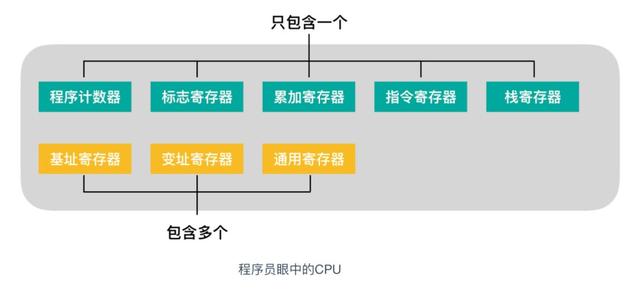 只包含一个
程序计数器 标志寄存器 累加寄存器 指令寄存器 栈寄存器
基址寄存器 变址寄存器 通用寄存器
包含多个
程序员眼中的CPU